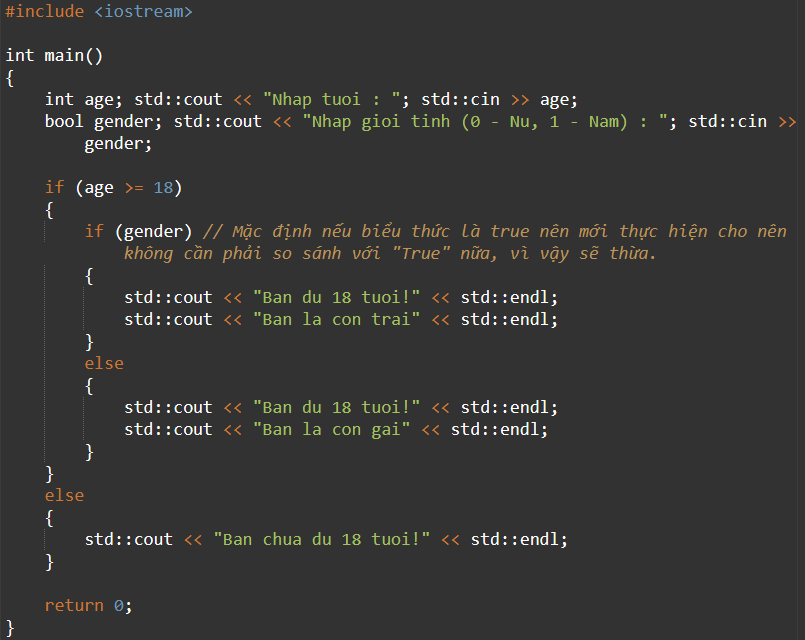 #include <iostream>
int main()
{
int age; std::cout << "Nhap tuoi : "; std::cin >> age;
bool gender; std::cout << "Nhap gioi tinh (0 - Nu, 1 - Nam) : "; std::cin >>
gender;
if (age >= 18)
{
if (gender) // Mặc định nếu biểu thức là true nên mới thực hiện cho nên
không cần phải so sánh với "True" nữa, vì vậy sẽ thừa.
{
std::cout << "Ban du 18 tuoi!" << std::endl;
std::cout << "Ban la con trai" << std::endl;
}
else
{
std::cout << "Ban du 18 tuoi!" << std::endl;
std::cout << "Ban la con gai" << std::endl;
}
}
else
{
std::cout << "Ban chua du 18 tuoi!" << std::endl;
}
return 0;
}